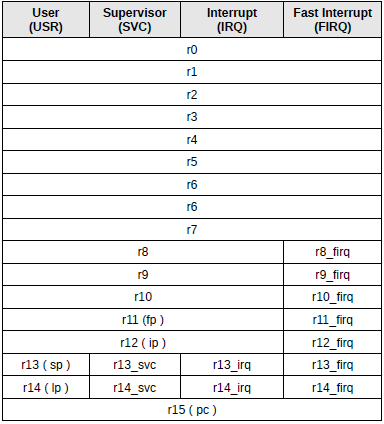 User Supervisor Interrupt Fast Interrupt
(USR) (SVC) (IRQ) (FIRQ)
r0
r1
r2
r3
r4
r5
r6
r6
r7
r8 r8_firq
r9 r9_firq
r10 r10_firq
r11 (fp ) r11_firq
r12 ( ip ) r12_firq
r13 ( sp ) r13_svc r13_irq r13_firq
r14 ( lp ) r14_svc r14_irq r14_firq
r15 ( pc )